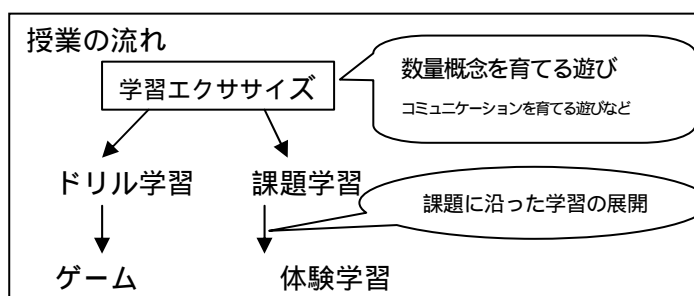 授業の流れ
学習エクササイズ
数量概念を育てる遊び
コミュニケーションを育てる遊びなど
ドリル学習
課題学習
課題に沿った学習の展開
ゲーム
体験学習